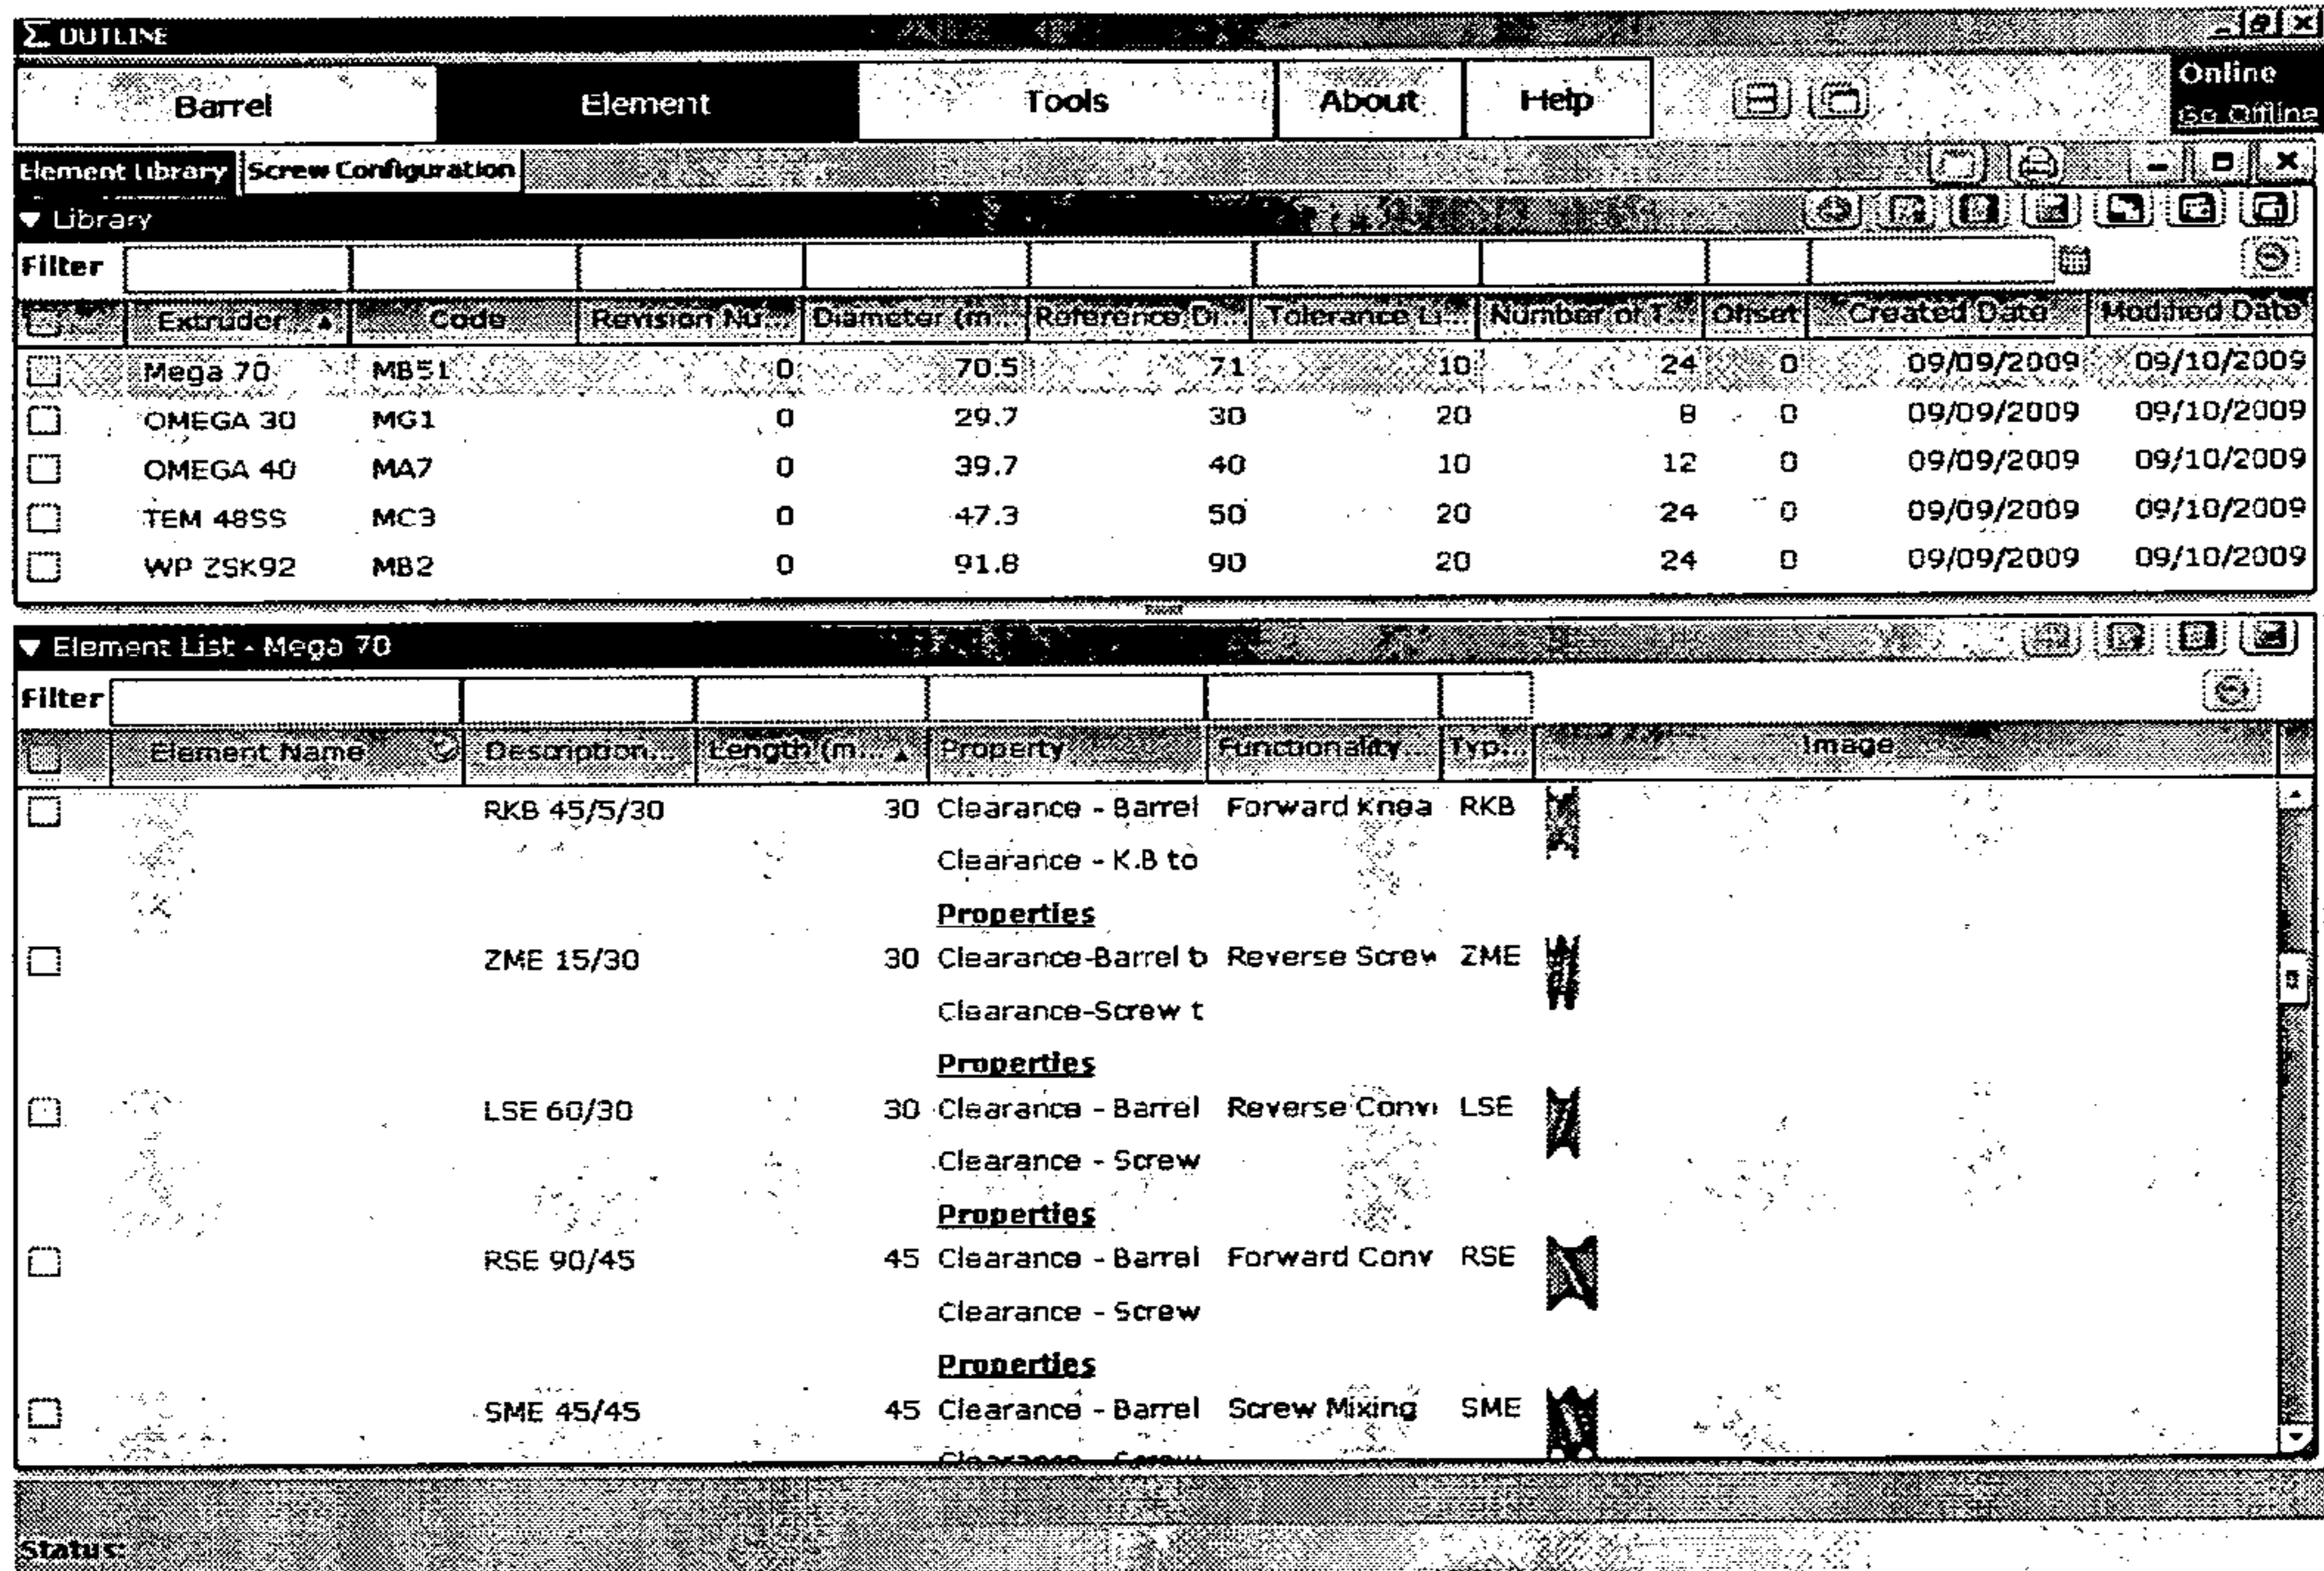 Σ OUTLINE
Barrel Element Tools About Help Online
Go Offline
Element Library Screw Configuration
▼ Library
Filter
Extruder ▲ Code Revision Nu... Diameter (m... Reference Di... Tolerance Li... Number of T... Offset Created Date Modified Date
Mega 70 MB51 0 70.5 71 10 24 0 09/09/2009 09/10/2009
OMEGA 30 MG1 0 29.7 30 20 8 0 09/09/2009 09/10/2009
OMEGA 40 MA7 0 39.7 40 10 12 0 09/09/2009 09/10/2009
TEM 48SS MC3 0 47.3 50 20 24 0 09/09/2009 09/10/2009
WP ZSK92 MB2 0 91.8 90 20 24 0 09/09/2009 09/10/2009
▼ Element List - Mega 70
Filter
Element Name Description... Length (m... ▲ Property Functionality... Typ... Image
RKB 45/5/30 30 Clearance - Barrel Forward Knea RKB
Clearance - K.B to
Properties
ZME 15/30 30 Clearance-Barrel b Reverse Screw ZME
Clearance-Screw t
Properties
LSE 60/30 30 Clearance - Barrel Reverse Conv LSE
Clearance - Screw
Properties
RSE 90/45 45 Clearance - Barrel Forward Conv RSE
Clearance - Screw
Properties
SME 45/45 45 Clearance - Barrel Screw Mixing SME
Clearance - Screw
Status: